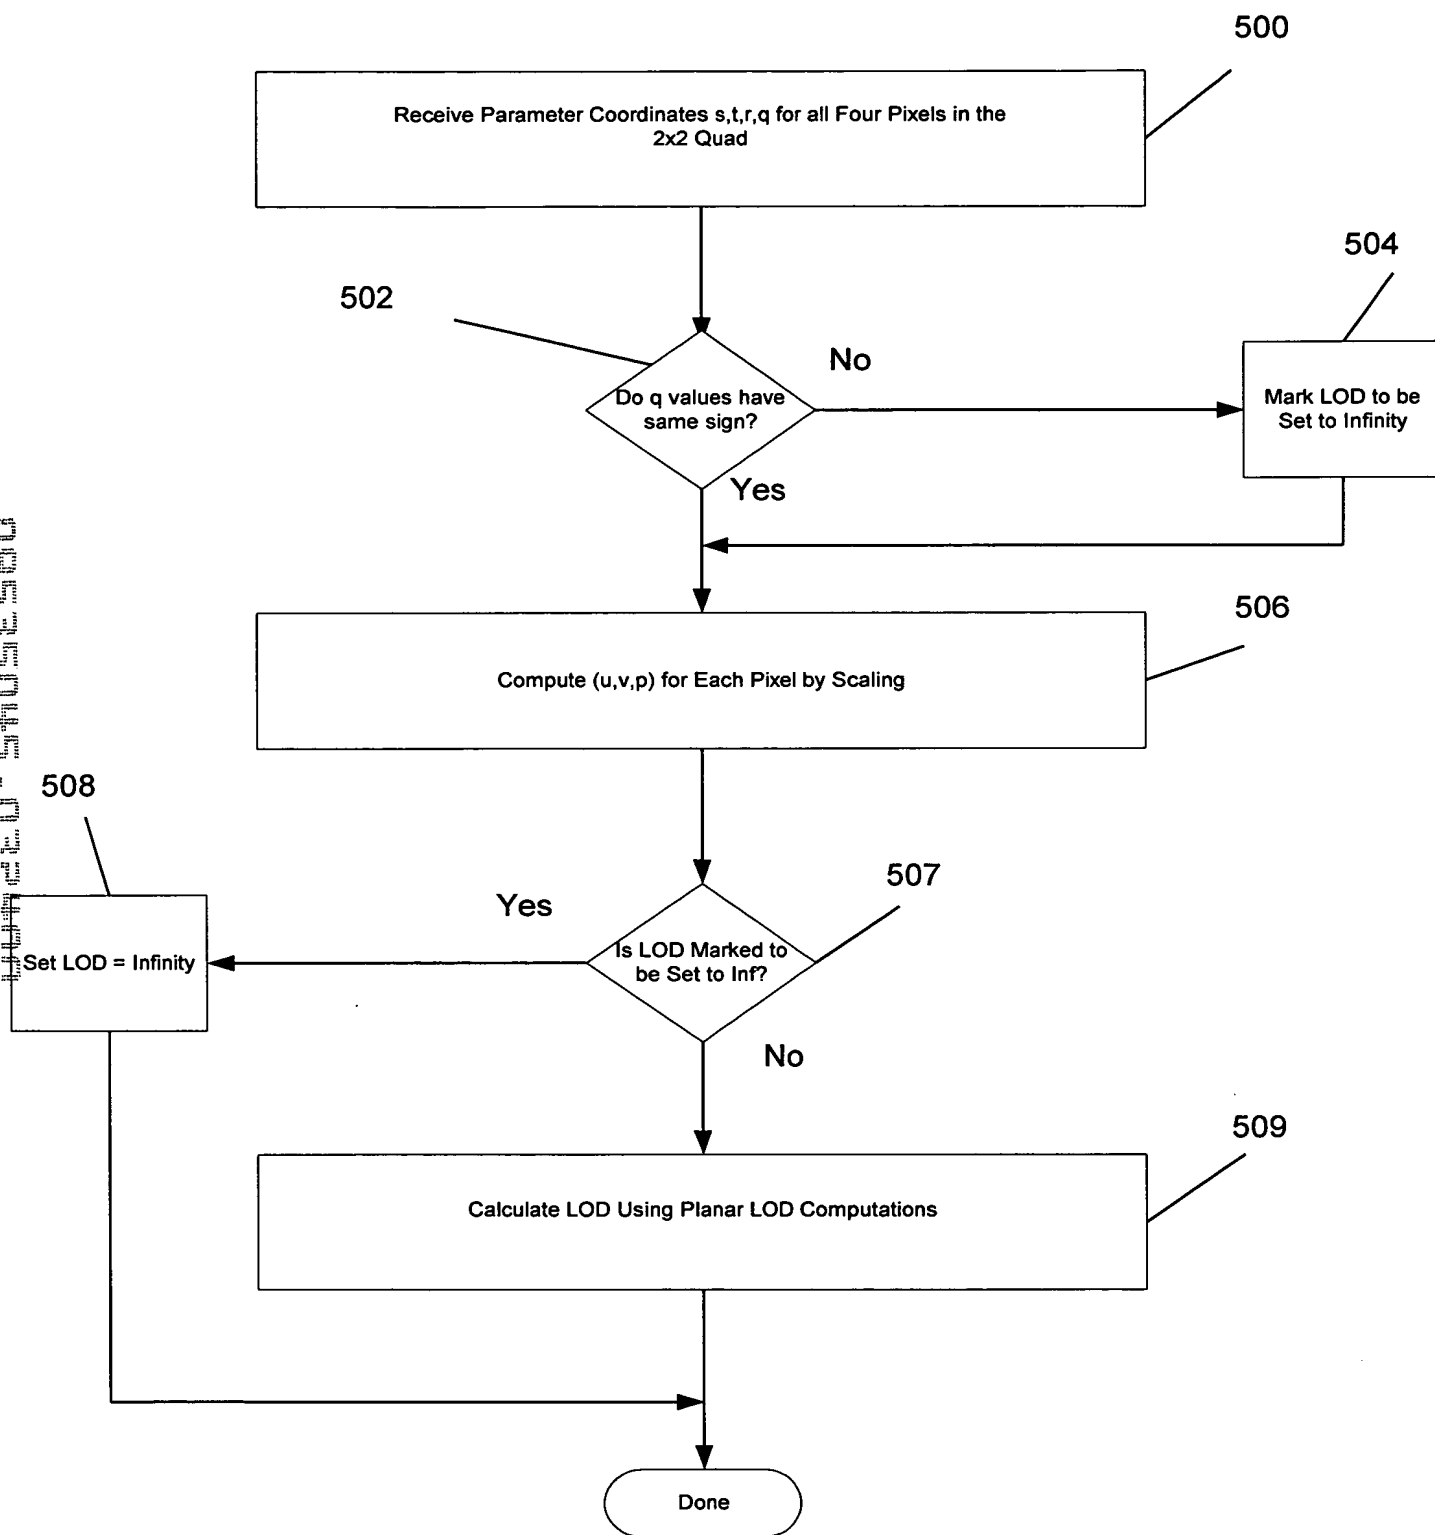 500
Receive Parameter Coordinates s,t,r,q for all Four Pixels in the
2x2 Quad
504
502
No
Do q values have
same sign?
Mark LOD to be
Set to Infinity
Yes
506
Compute (u,v,p) for Each Pixel by Scaling
508
507
Yes
Is LOD Marked to
be Set to Inf?
Set LOD = Infinity
No
509
Calculate LOD Using Planar LOD Computations
Done